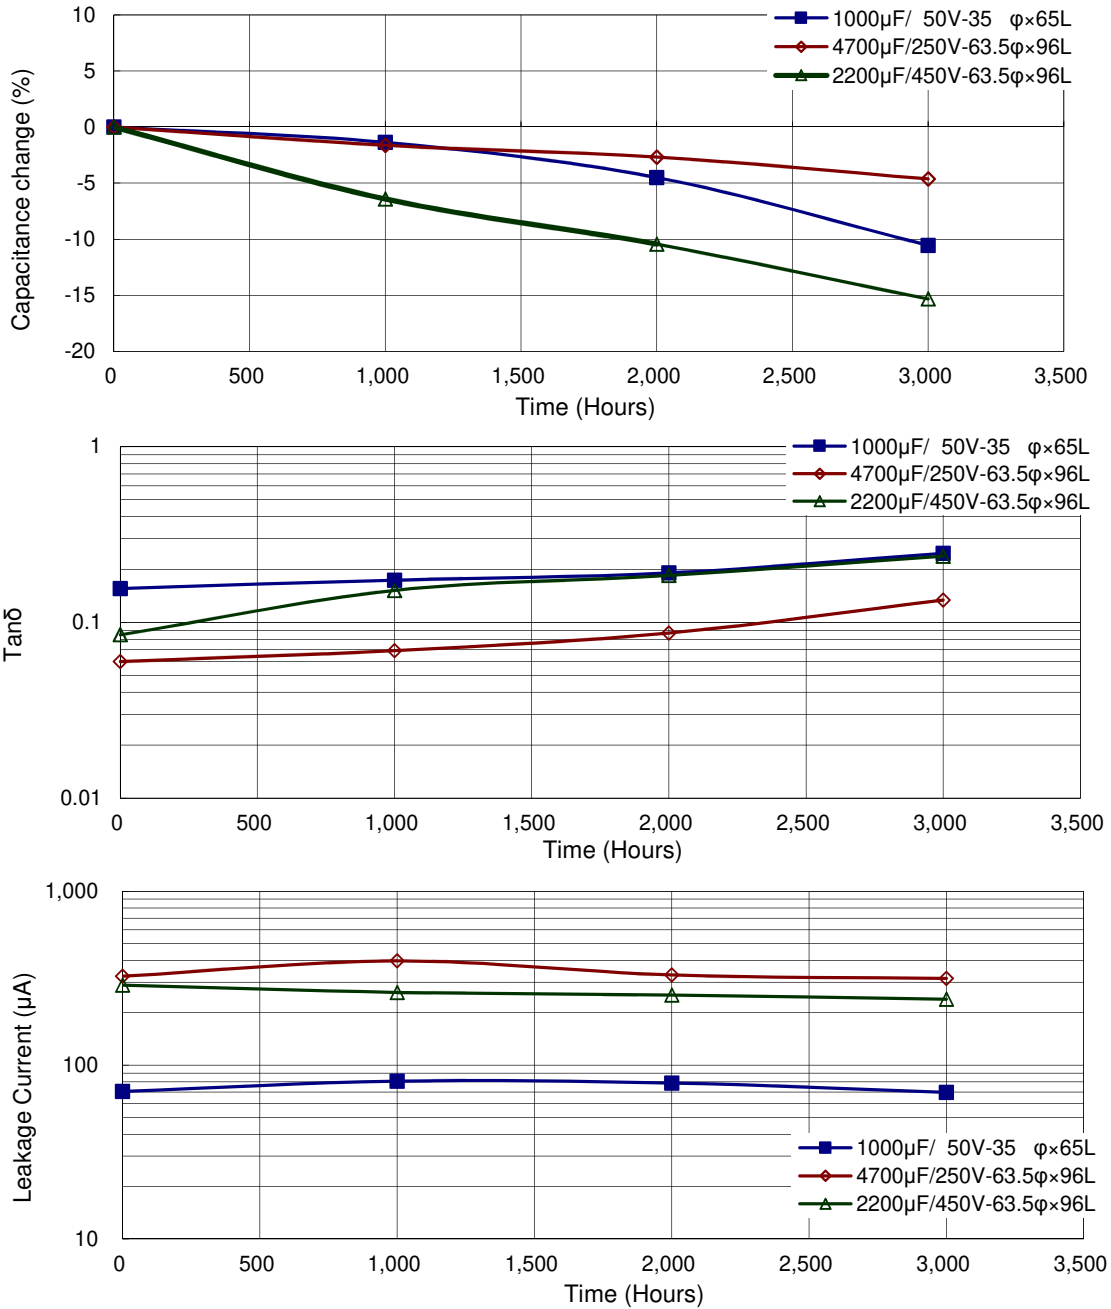 10
5
0
-5
-10
-15
-20
Capacitance change (%)
1000μF/ 50V-35 φ×65L
4700μF/250V-63.5φ×96L
2200μF/450V-63.5φ×96L
0 500 1,000 1,500 2,000 2,500 3,000 3,500
Time (Hours)
1
0.1
0.01
Tanδ
1000μF/ 50V-35 φ×65L
4700μF/250V-63.5φ×96L
2200μF/450V-63.5φ×96L
0 500 1,000 1,500 2,000 2,500 3,000 3,500
Time (Hours)
1,000
100
10
Leakage Current (μA)
1000μF/ 50V-35 φ×65L
4700μF/250V-63.5φ×96L
2200μF/450V-63.5φ×96L
0 500 1,000 1,500 2,000 2,500 3,000 3,500
Time (Hours)